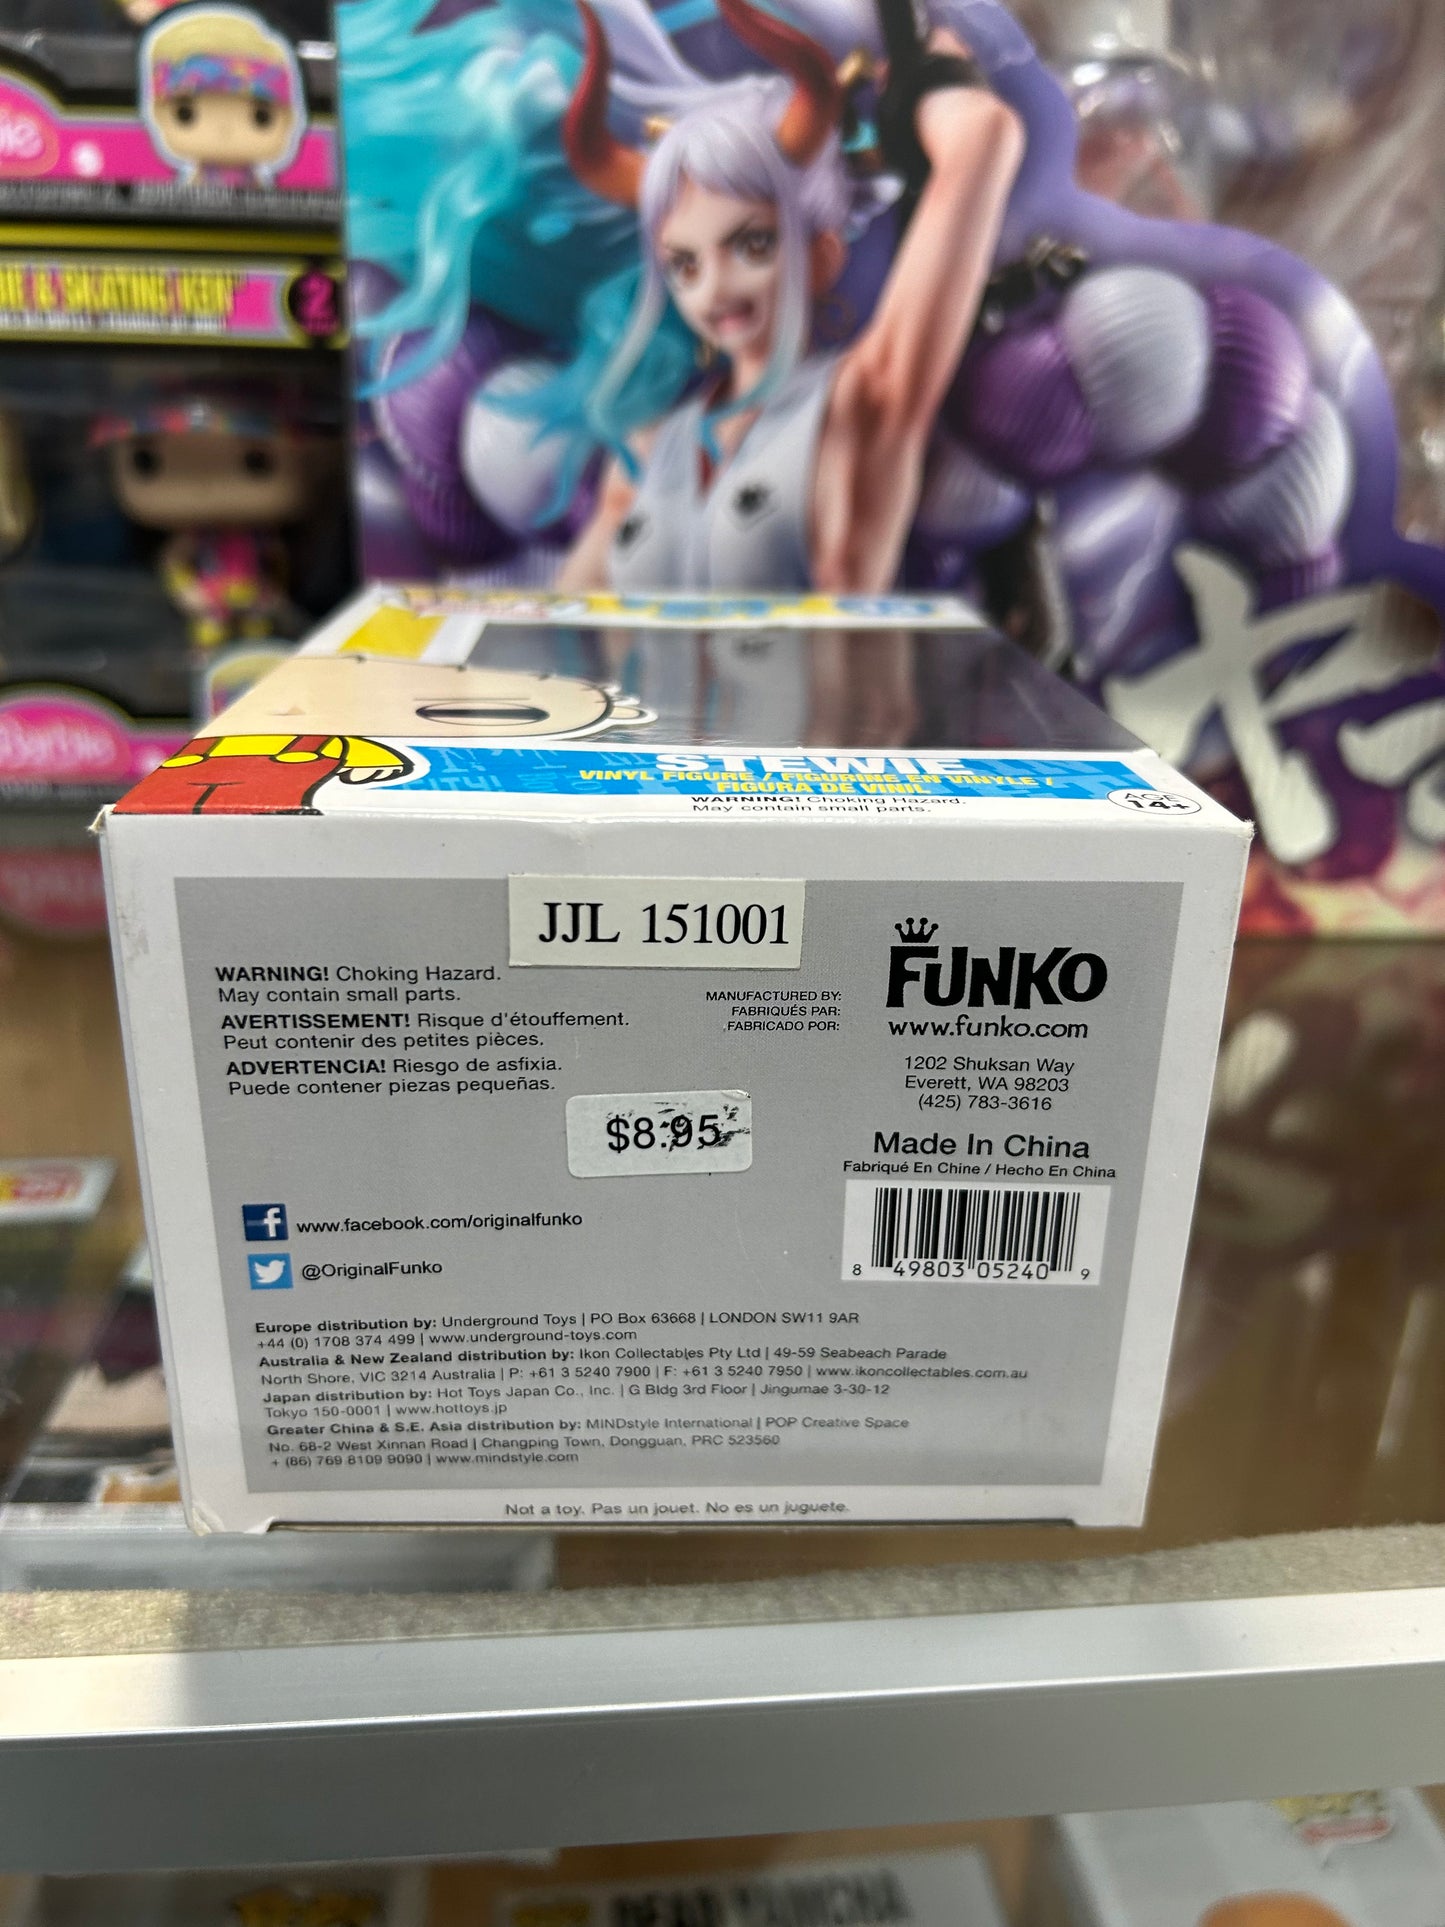 & SKATING KEN
2
Barbie
STEWIE
VINYL FIGURE / FIGURINE EN VINYLE /
FIGURA DE VINIL
WARNING! Choking Hazard.
May contain small parts.
AGE
14+
JJL 151001
WARNING! Choking Hazard.
May contain small parts.
AVERTISSEMENT! Risque d'étouffement.
Peut contenir des petites pièces.
ADVERTENCIA! Riesgo de asfixia.
Puede contener piezas pequeñas.
MANUFACTURED BY:
FABRIQUÉS PAR:
FABRICADO POR:
FUNKO
www.funko.com
1202 Shuksan Way
Everett, WA 98203
(425) 783-3616
Made In China
Fabriqué En Chine / Hecho En China
$8.95
8 49803 05240 9
www.facebook.com/originalfunko
@OriginalFunko
Europe distribution by: Underground Toys | PO Box 63668 | LONDON SW11 9AR
+44 (0) 1708 374 499 | www.underground-toys.com
Australia & New Zealand distribution by: Ikon Collectables Pty Ltd | 49-59 Seabeach Parade
North Shore, VIC 3214 Australia | P: +61 3 5240 7900 | F: +61 3 5240 7950 | www.ikoncollectables.com.au
Japan distribution by: Hot Toys Japan Co., Inc. | G Bldg 3rd Floor | Jingumae 3-30-12
Tokyo 150-0001 | www.hottoys.jp
Greater China & S.E. Asia distribution by: MINDstyle International | POP Creative Space
No. 68-2 West Xinnan Road | Changping Town, Dongguan, PRC 523560
+ (86) 769 8109 9090 | www.mindstyle.com
Not a toy. Pas un jouet. No es un juguete.